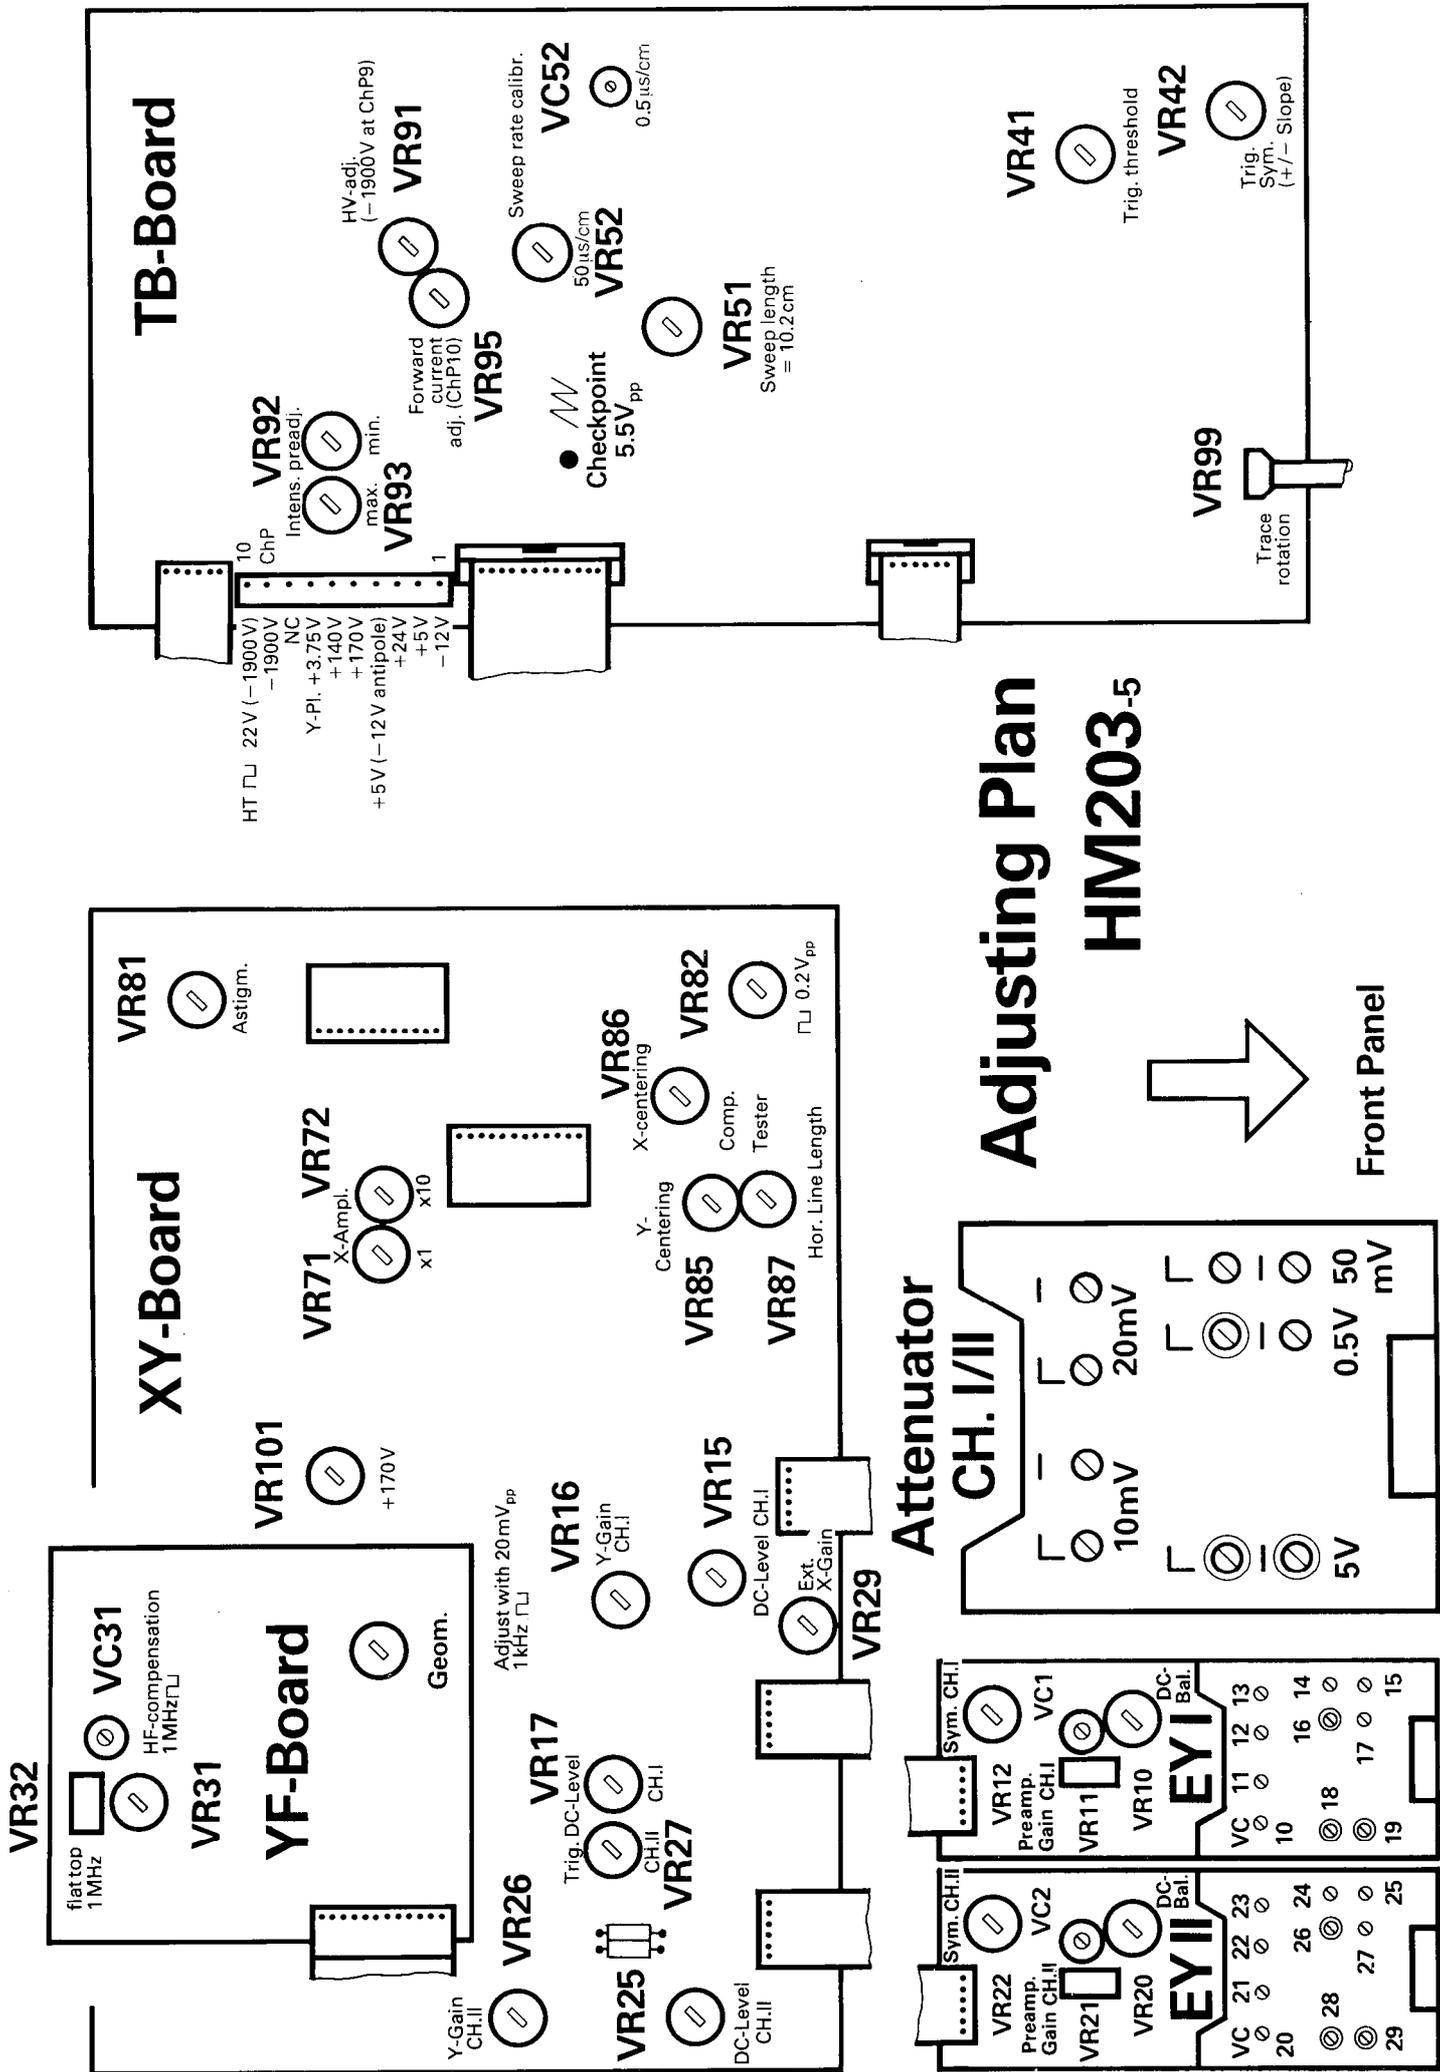 VR32
flat top
1 MHz
VC31
HF-compensation
1 MHz ⊓⊔
VR31
YF-Board
Geom.
XY-Board
VR81
Astigm.
VR101
+170V
VR71
VR72
X-Ampl.
x1
x10
VR26
Y-Gain
CH.II
VR17
Trig. DC-Level
CH.II
CH.I
VR27
Adjust with 20mVpp
1kHz ⊓⊔
VR16
Y-Gain
CH.I
VR15
DC-Level CH.I
VR25
DC-Level
CH.II
Ext.
X-Gain
VR29
VR86
X-centering
Y-
Centering
Comp.
Tester
VR85
VR87
Hor. Line Length
VR82
⊓⊔ 0.2Vpp
TB-Board
HT ⊓⊔ 22V (−1900V)
−1900V
NC
Y-Pl. +3.75V
+140V
+170V
+5V (−12V antipole)
+24V
+5V
−12V
10
ChP
1
VR92
Intens. preadj.
max.
min.
VR93
HV-adj.
(−1900V at ChP9)
VR91
Forward
current
adj. (ChP10)
VR95
Sweep rate calibr.
50µs/cm
VR52
VC52
0.5µs/cm
Checkpoint
5.5Vpp
VR51
Sweep length
= 10.2cm
VR41
Trig. threshold
VR42
Trig.
Sym.
(+/− Slope)
VR99
Trace
rotation
Adjusting Plan
HM203-5
Front Panel
Attenuator
CH. I/II
10mV
20mV
5V
0.5V
50
mV
Sym. CH.II
VR22
VC2
Preamp.
Gain CH.II
VR21
VR20
DC-
Bal.
EY II
VC
20
21
22
23
28
26
24
29
27
25
Sym. CH.I
VR12
VC1
Preamp.
Gain CH.I
VR11
VR10
DC-
Bal.
EY I
VC
10
11
12
13
18
16
14
19
17
15